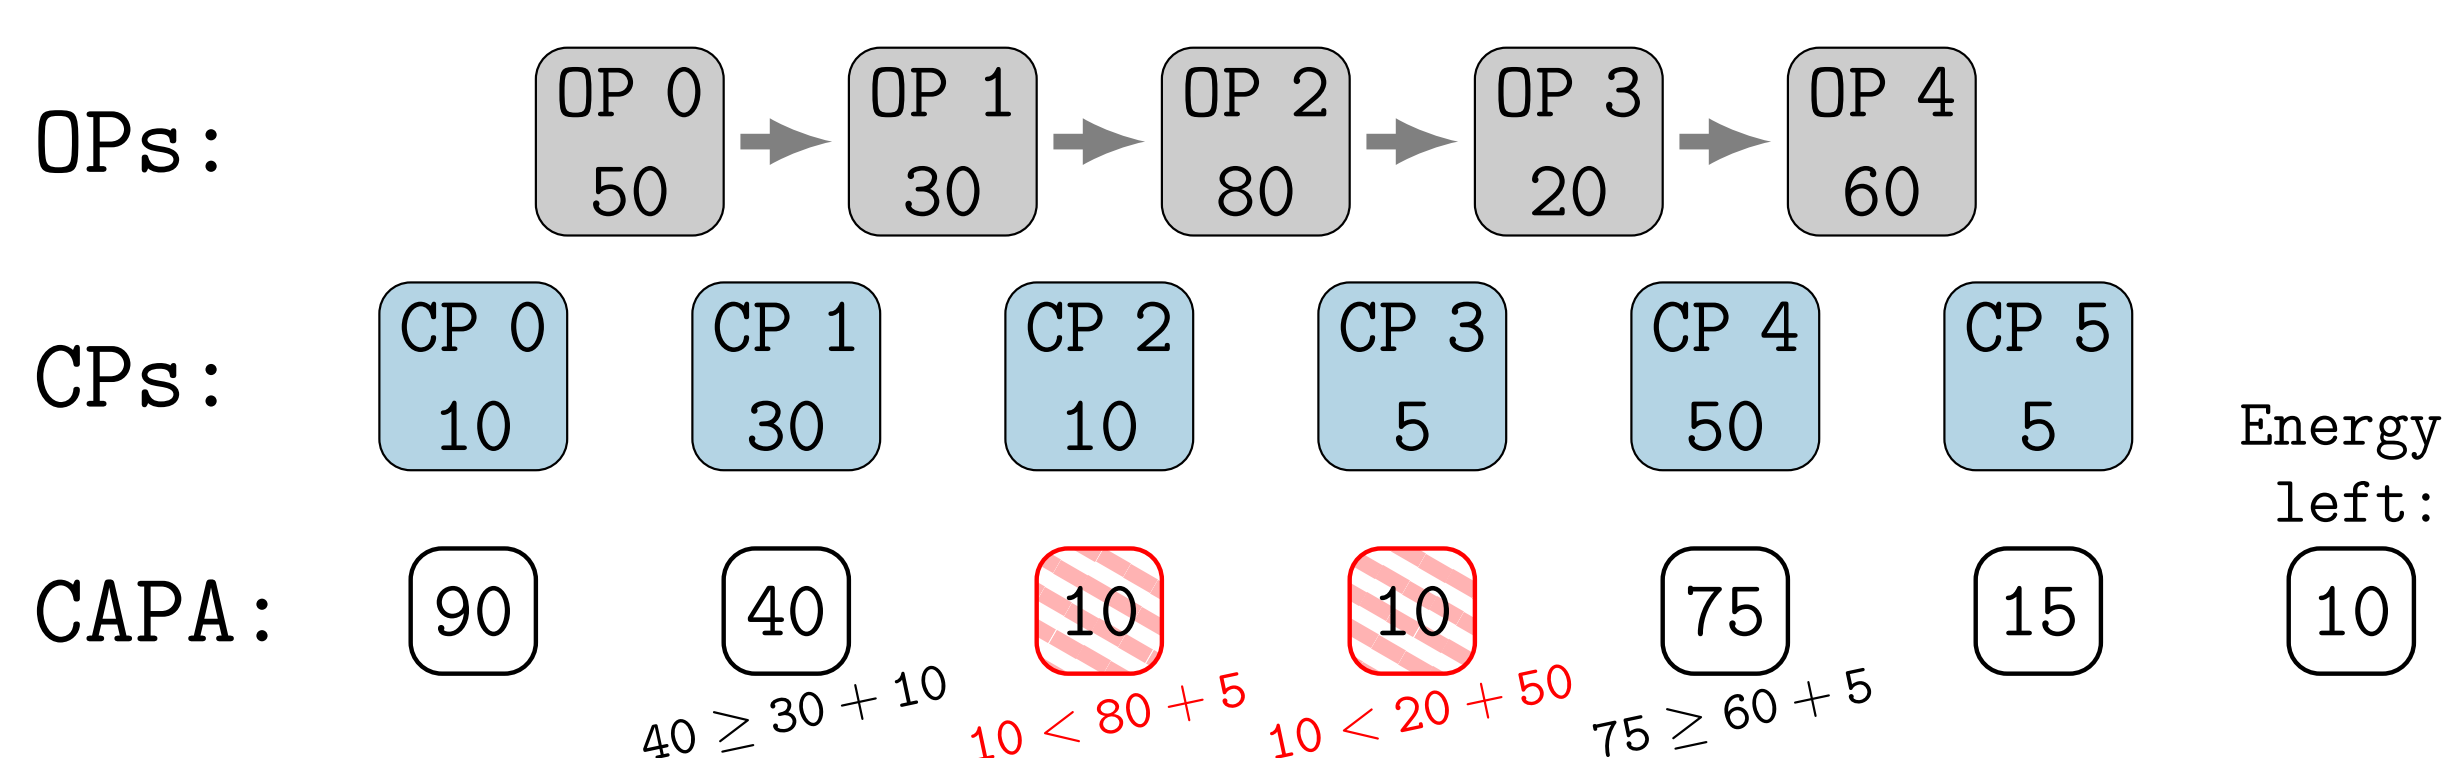 OPs: OP 0 OP 1 OP 2 OP 3 OP 4
50 30 80 20 60
CPs: CP 0 CP 1 CP 2 CP 3 CP 4 CP 5
10 30 10 5 50 5
Energy
left:
CAPA: 90 40 10 10 75 15 10
40 ≥ 30 + 10 10 < 80 + 5 10 < 20 + 50 75 ≥ 60 + 5